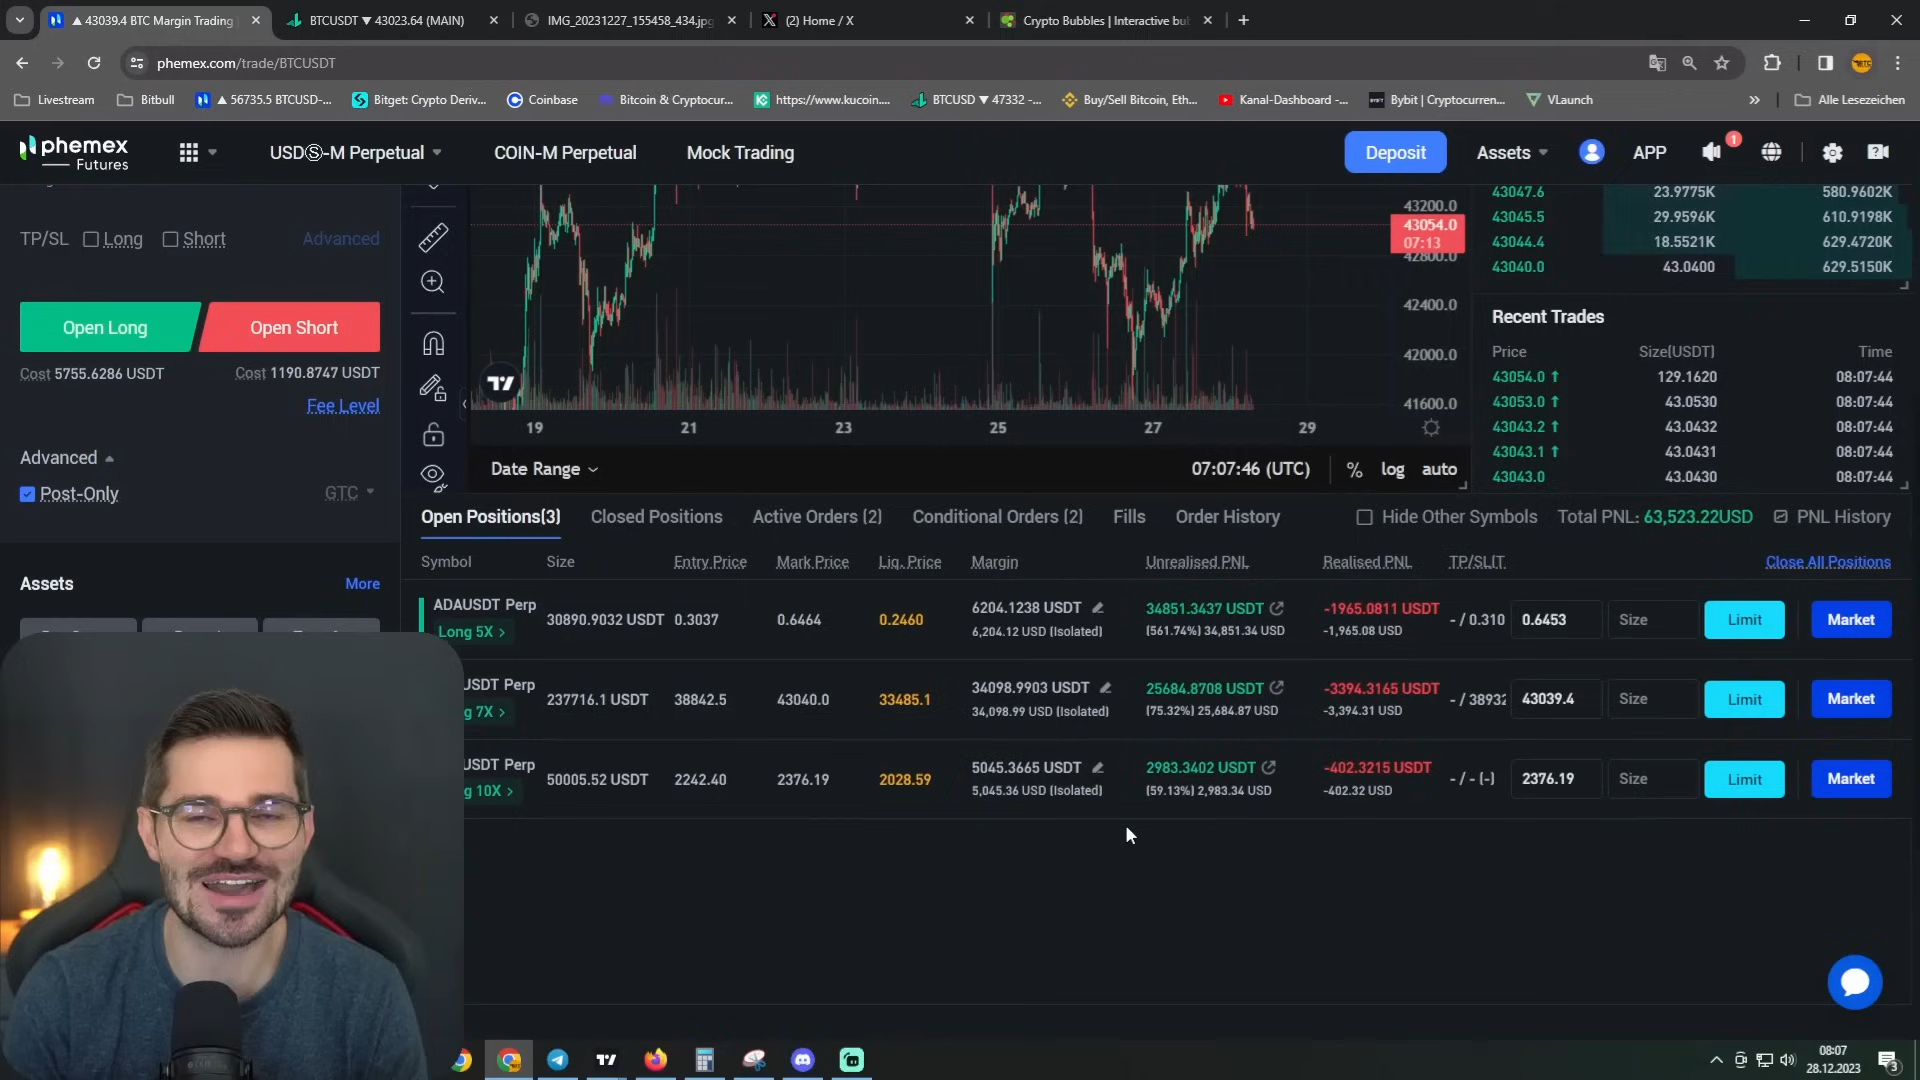 ▲ 43039.4 BTC Margin Trading
BTCUSDT ▼ 43023.64 (MAIN)
IMG_20231227_155458_434.jpg
(2) Home / X
Crypto Bubbles | Interactive bu
phemex.com/trade/BTCUSDT
Livestream
Bitbull
▲ 56735.5 BTCUSD-...
Bitget: Crypto Deriv...
Coinbase
Bitcoin & Cryptocur...
https://www.kucoin....
BTCUSD ▼ 47332 -...
Buy/Sell Bitcoin, Eth...
Kanal-Dashboard -...
Bybit | Cryptocurren...
VLaunch
Alle Lesezeichen
phemex
Futures
USDⓈ-M Perpetual
COIN-M Perpetual
Mock Trading
Deposit
Assets
APP
1
TP/SL
Long
Short
Advanced
Open Long
Open Short
Cost 5755.6286 USDT
Cost 1190.8747 USDT
Fee Level
Advanced
Post-Only
GTC
Assets
More
43200.0
43054.0
07:13
42800.0
42400.0
42000.0
41600.0
19 21 23 25 27 29
Date Range
07:07:46 (UTC)
% log auto
43047.6 23.9775K 580.9602K
43045.5 29.9596K 610.9198K
43044.4 18.5521K 629.4720K
43040.0 43.0400 629.5150K
Recent Trades
Price Size(USDT) Time
43054.0 ↑ 129.1620 08:07:44
43053.0 ↑ 43.0530 08:07:44
43043.2 ↑ 43.0432 08:07:44
43043.1 ↑ 43.0431 08:07:44
43043.0 43.0430 08:07:44
Open Positions(3)
Closed Positions
Active Orders (2)
Conditional Orders (2)
Fills
Order History
Hide Other Symbols
Total PNL: 63,523.22USD
PNL History
Symbol Size Entry Price Mark Price Liq. Price Margin Unrealised PNL Realised PNL TP/SL(T Close All Positions
ADAUSDT Perp
Long 5X >
30890.9032 USDT 0.3037 0.6464 0.2460
6204.1238 USDT
6,204.12 USD (Isolated)
34851.3437 USDT
(561.74%) 34,851.34 USD
-1965.0811 USDT
-1,965.08 USD
- / 0.310 0.6453 Size Limit Market
USDT Perp
g 7X >
237716.1 USDT 38842.5 43040.0 33485.1
34098.9903 USDT
34,098.99 USD (Isolated)
25684.8708 USDT
(75.32%) 25,684.87 USD
-3394.3165 USDT
-3,394.31 USD
- / 38932 43039.4 Size Limit Market
USDT Perp
g 10X >
50005.52 USDT 2242.40 2376.19 2028.59
5045.3665 USDT
5,045.36 USD (Isolated)
2983.3402 USDT
(59.13%) 2,983.34 USD
-402.3215 USDT
-402.32 USD
- / - (-) 2376.19 Size Limit Market
08:07
28.12.2023
3